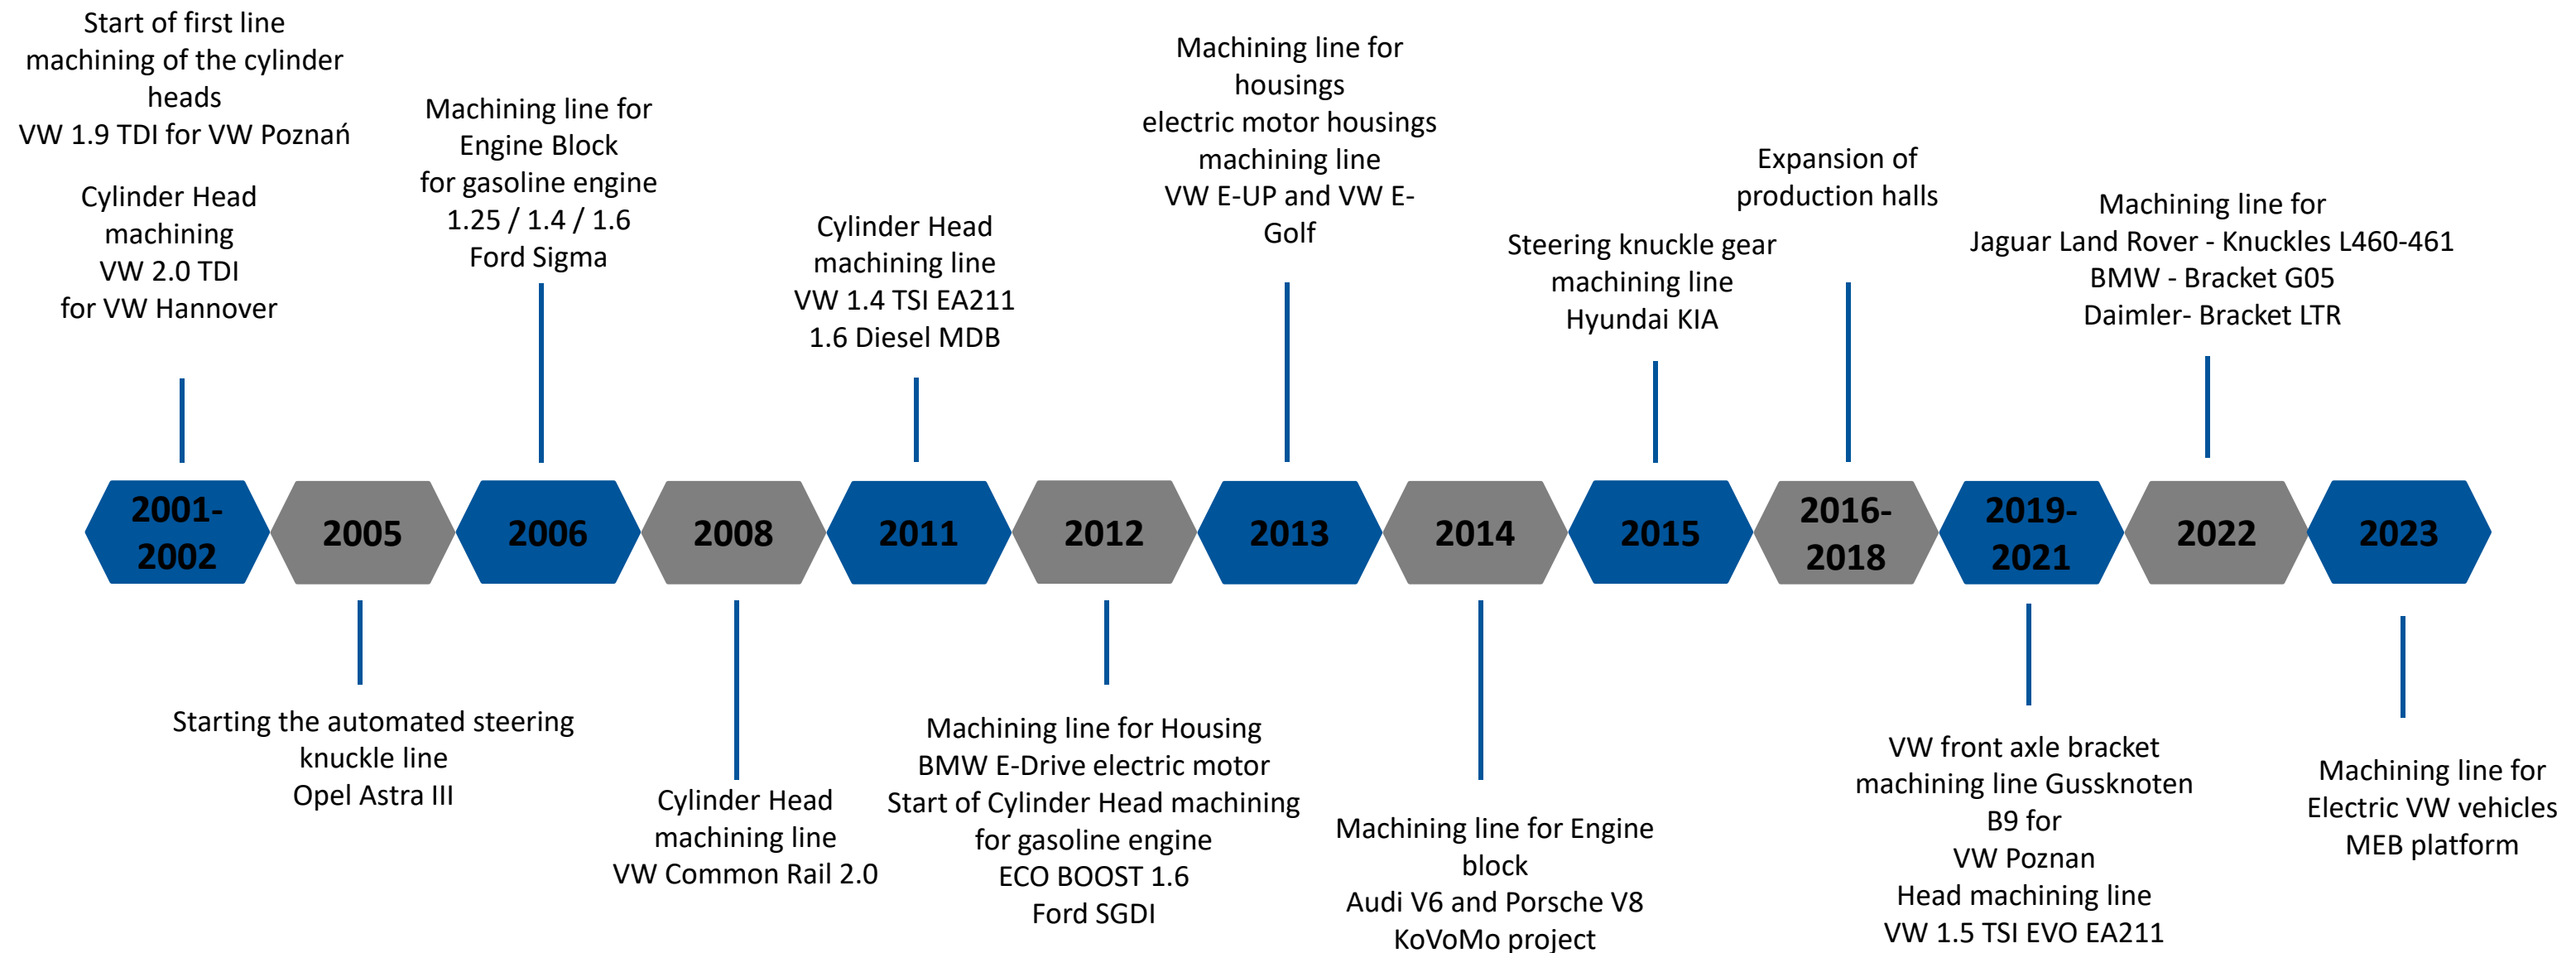 Start of first line
machining of the cylinder
heads
VW 1.9 TDI for VW Poznań
Cylinder Head
machining
VW 2.0 TDI
for VW Hannover
Machining line for
Engine Block
for gasoline engine
1.25 / 1.4 / 1.6
Ford Sigma
Cylinder Head
machining line
VW 1.4 TSI EA211
1.6 Diesel MDB
Machining line for
housings
electric motor housings
machining line
VW E-UP and VW E-
Golf
Steering knuckle gear
machining line
Hyundai KIA
Expansion of
production halls
Machining line for
Jaguar Land Rover - Knuckles L460-461
BMW - Bracket G05
Daimler- Bracket LTR
2001-
2002
2005
2006
2008
2011
2012
2013
2014
2015
2016-
2018
2019-
2021
2022
2023
Starting the automated steering
knuckle line
Opel Astra III
Cylinder Head
machining line
VW Common Rail 2.0
Machining line for Housing
BMW E-Drive electric motor
Start of Cylinder Head machining
for gasoline engine
ECO BOOST 1.6
Ford SGDI
Machining line for Engine
block
Audi V6 and Porsche V8
KoVoMo project
VW front axle bracket
machining line Gussknoten
B9 for
VW Poznan
Head machining line
VW 1.5 TSI EVO EA211
Machining line for
Electric VW vehicles
MEB platform